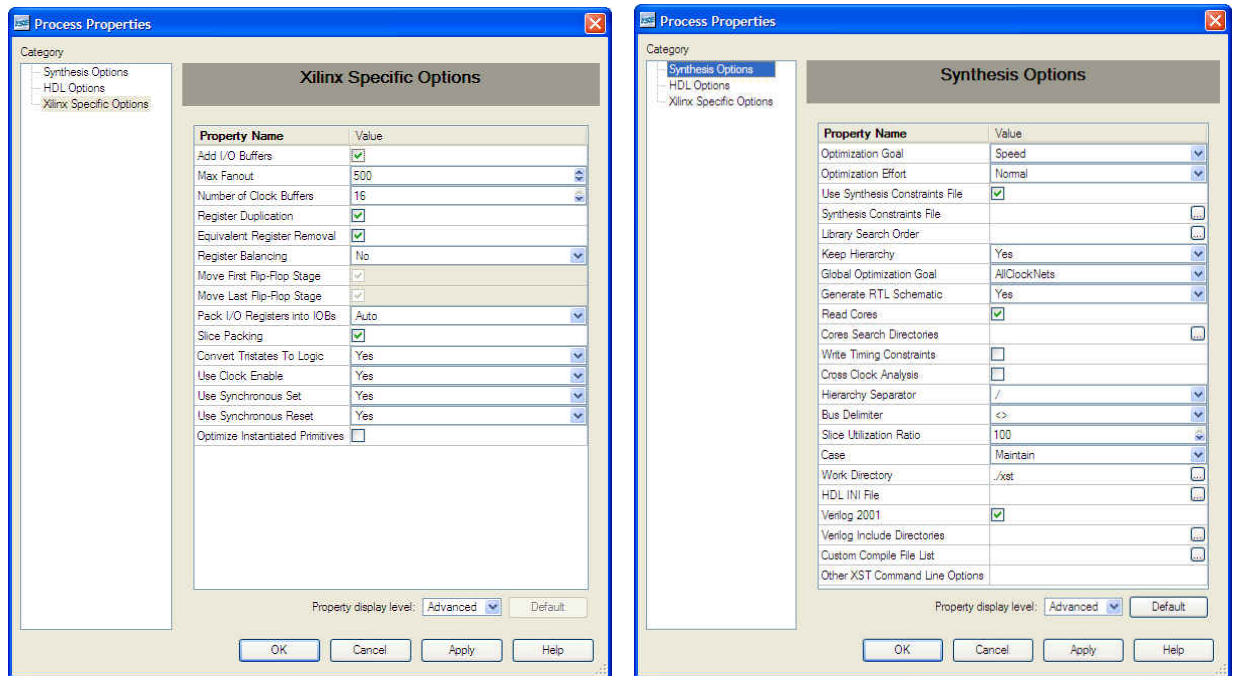 ISE Process Properties
Category
Synthesis Options
HDL Options
Xilinx Specific Options
Xilinx Specific Options
Property Name Value
Add I/O Buffers
Max Fanout 500
Number of Clock Buffers 16
Register Duplication
Equivalent Register Removal
Register Balancing No
Move First Flip-Flop Stage
Move Last Flip-Flop Stage
Pack I/O Registers into IOBs Auto
Slice Packing
Convert Tristates To Logic Yes
Use Clock Enable Yes
Use Synchronous Set Yes
Use Synchronous Reset Yes
Optimize Instantiated Primitives
Property display level: Advanced Default
OK Cancel Apply Help
ISE Process Properties
Category
Synthesis Options
HDL Options
Xilinx Specific Options
Synthesis Options
Property Name Value
Optimization Goal Speed
Optimization Effort Normal
Use Synthesis Constraints File
Synthesis Constraints File ...
Library Search Order ...
Keep Hierarchy Yes
Global Optimization Goal AllClockNets
Generate RTL Schematic Yes
Read Cores
Cores Search Directories ...
Write Timing Constraints
Cross Clock Analysis
Hierarchy Separator /
Bus Delimiter <>
Slice Utilization Ratio 100
Case Maintain
Work Directory ./xst ...
HDL INI File ...
Verilog 2001
Verilog Include Directories ...
Custom Compile File List ...
Other XST Command Line Options
Property display level: Advanced Default
OK Cancel Apply Help